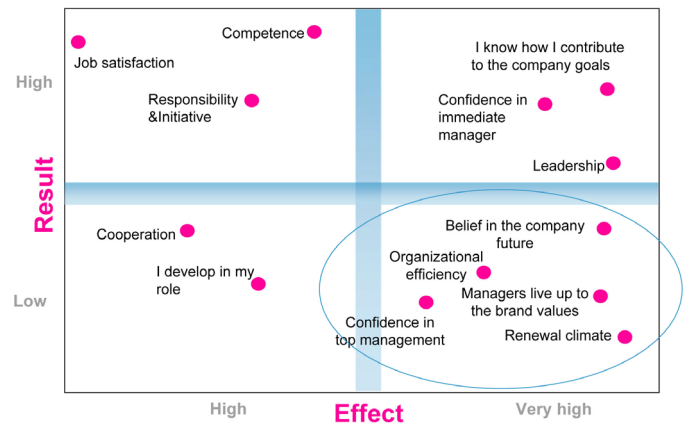 Competence
Job satisfaction
Responsibility
&Initiative
I know how I contribute
to the company goals
Confidence in
immediate
manager
Leadership
High
Result
Low
Cooperation
I develop in my
role
Belief in the company
future
Organizational
efficiency
Managers live up to
the brand values
Confidence in
top management
Renewal climate
High
Effect
Very high